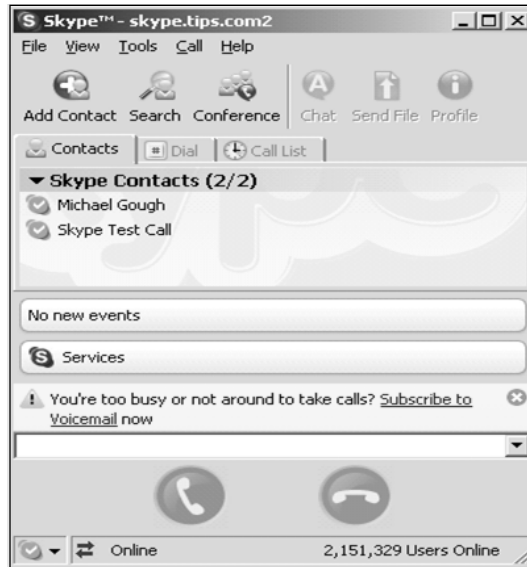 Skype™ - skype.tips.com2
File View Tools Call Help
Add Contact Search Conference Chat Send File Profile
Contacts Dial Call List
Skype Contacts (2/2)
Michael Gough
Skype Test Call
No new events
Services
You're too busy or not around to take calls? Subscribe to
Voicemail now
Online 2,151,329 Users Online